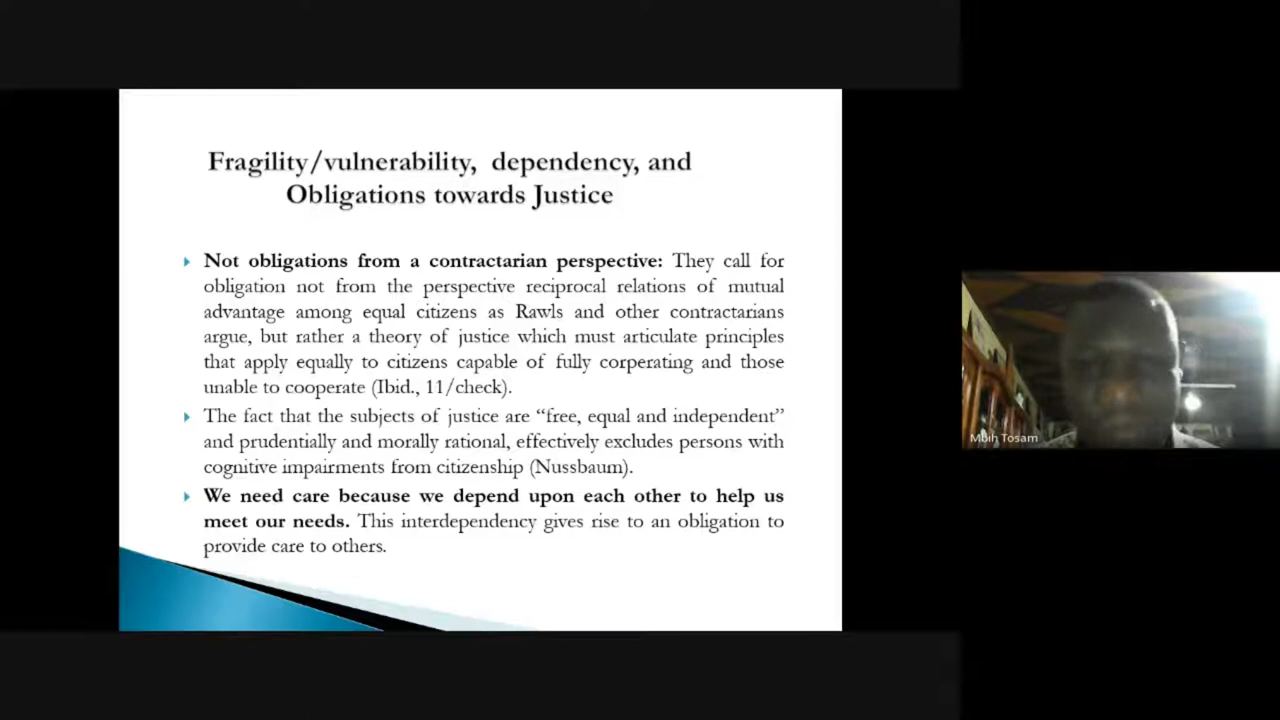 Fragility/vulnerability, dependency, and
Obligations towards Justice
Not obligations from a contractarian perspective: They call for
obligation not from the perspective reciprocal relations of mutual
advantage among equal citizens as Rawls and other contractarians
argue, but rather a theory of justice which must articulate principles
that apply equally to citizens capable of fully corperating and those
unable to cooperate (Ibid., 11/check).
The fact that the subjects of justice are “free, equal and independent”
and prudentially and morally rational, effectively excludes persons with
cognitive impairments from citizenship (Nussbaum).
We need care because we depend upon each other to help us
meet our needs. This interdependency gives rise to an obligation to
provide care to others.
Mbih Tosam